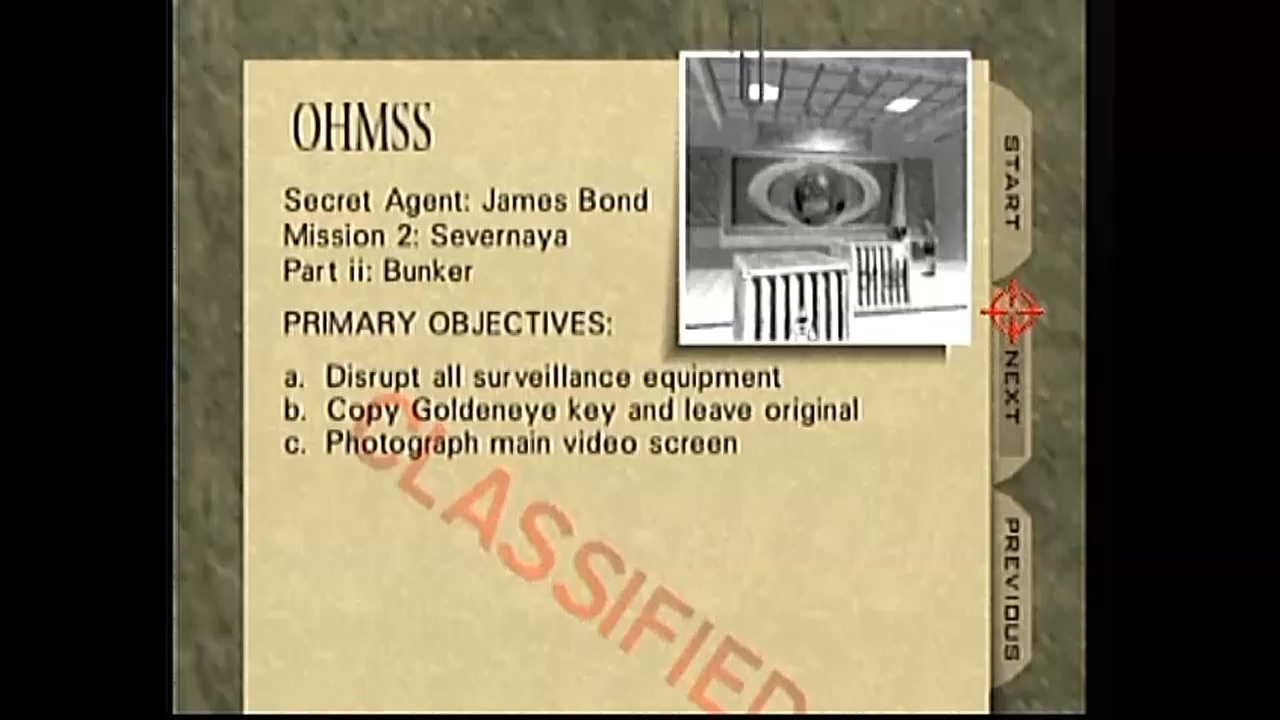 OHMSS
Secret Agent: James Bond
Mission 2: Severnaya
Part ii: Bunker
PRIMARY OBJECTIVES:
a. Disrupt all surveillance equipment
b. Copy Goldeneye key and leave original
c. Photograph main video screen
CLASSIFIED
START
NEXT
PREVIOUS